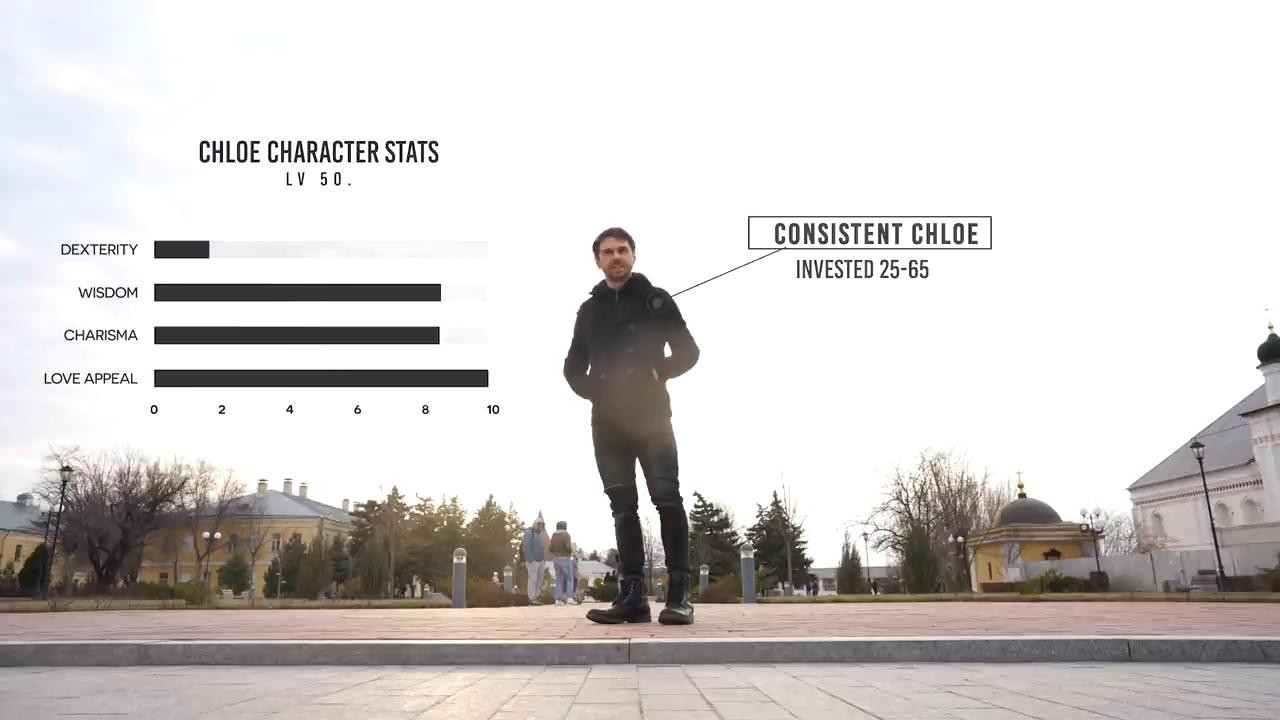 CHLOE CHARACTER STATS
LV 50.
DEXTERITY
WISDOM
CHARISMA
LOVE APPEAL
0 2 4 6 8 10
CONSISTENT CHLOE
INVESTED 25-65